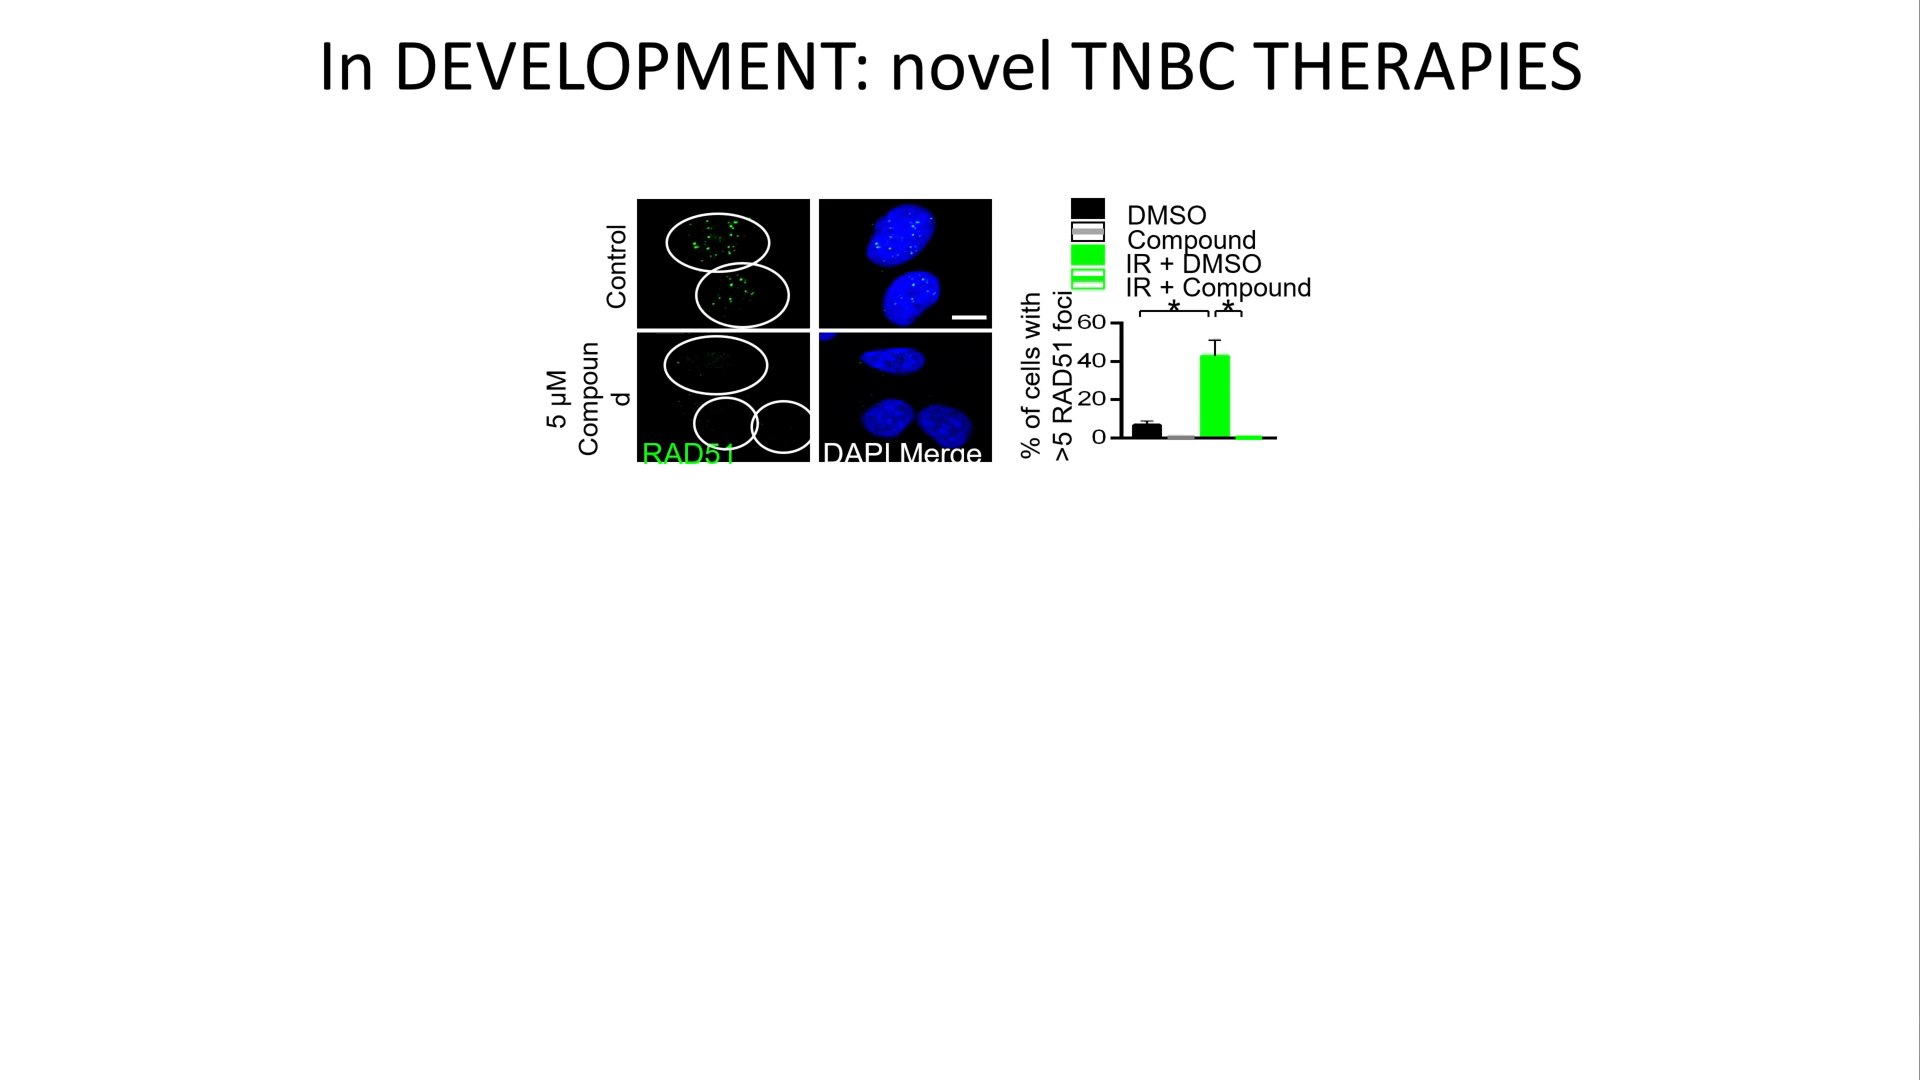 In DEVELOPMENT: novel TNBC THERAPIES
Control
5 µM
Compoun
d
RAD51
DAPI Merge
DMSO
Compound
IR + DMSO
IR + Compound
% of cells with
>5 RAD51 foci
* *
60
40
20
0